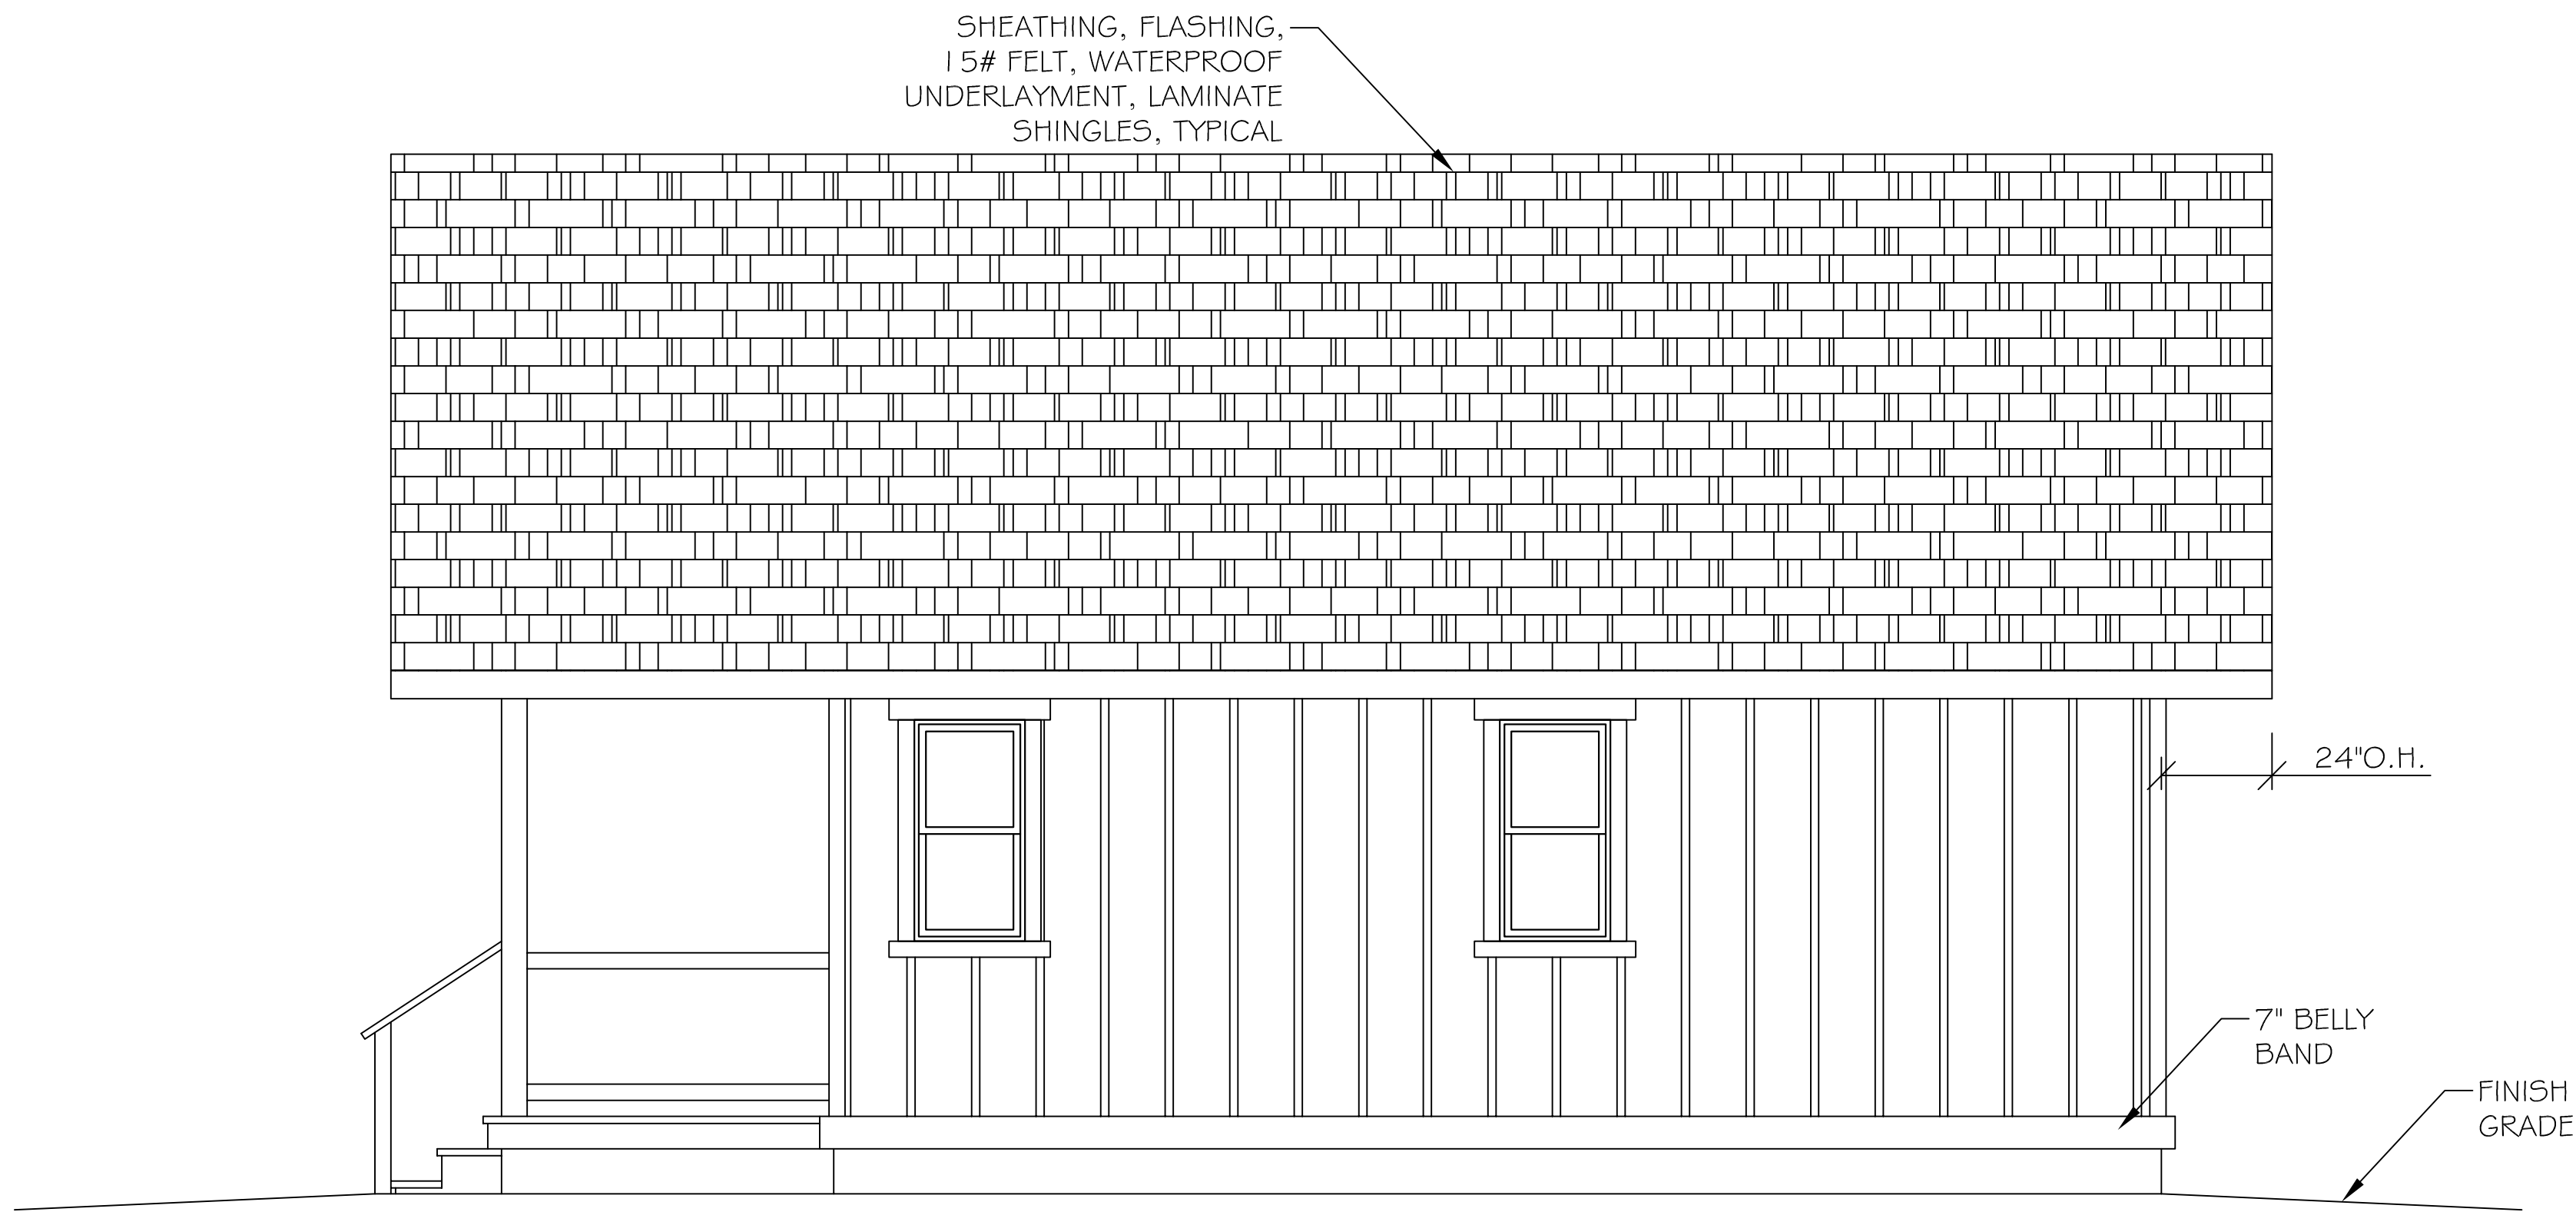 SHEATHING, FLASHING,
15# FELT, WATERPROOF
UNDERLAYMENT, LAMINATE
SHINGLES, TYPICAL
24"O.H.
7" BELLY
BAND
FINISH
GRADE